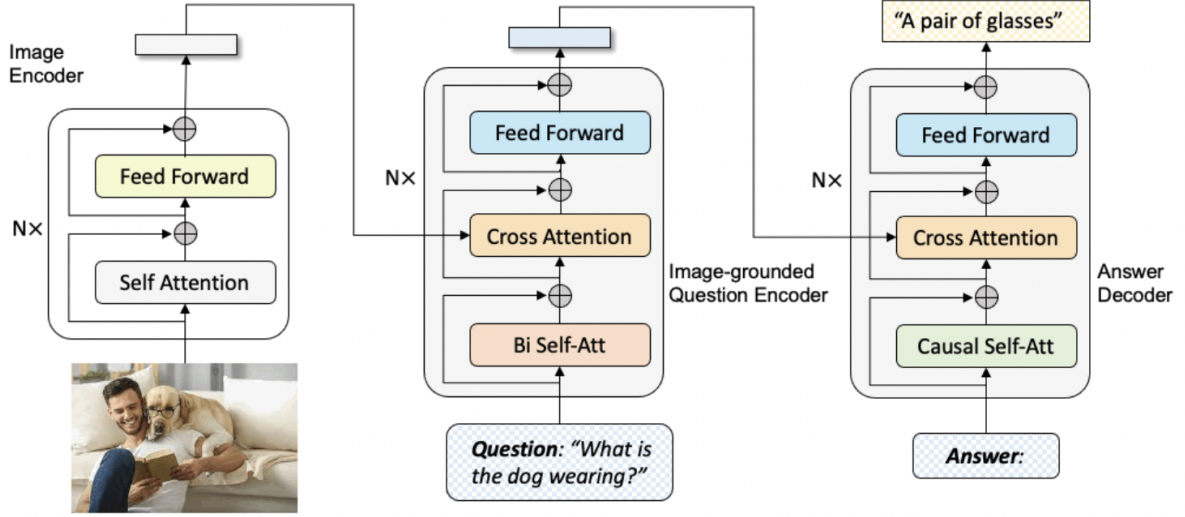 Image
Encoder
N×
Feed Forward
Self Attention
N×
Feed Forward
Cross Attention
Bi Self-Att
Image-grounded
Question Encoder
Question: “What is
the dog wearing?”
“A pair of glasses”
N×
Feed Forward
Cross Attention
Causal Self-Att
Answer
Decoder
Answer: